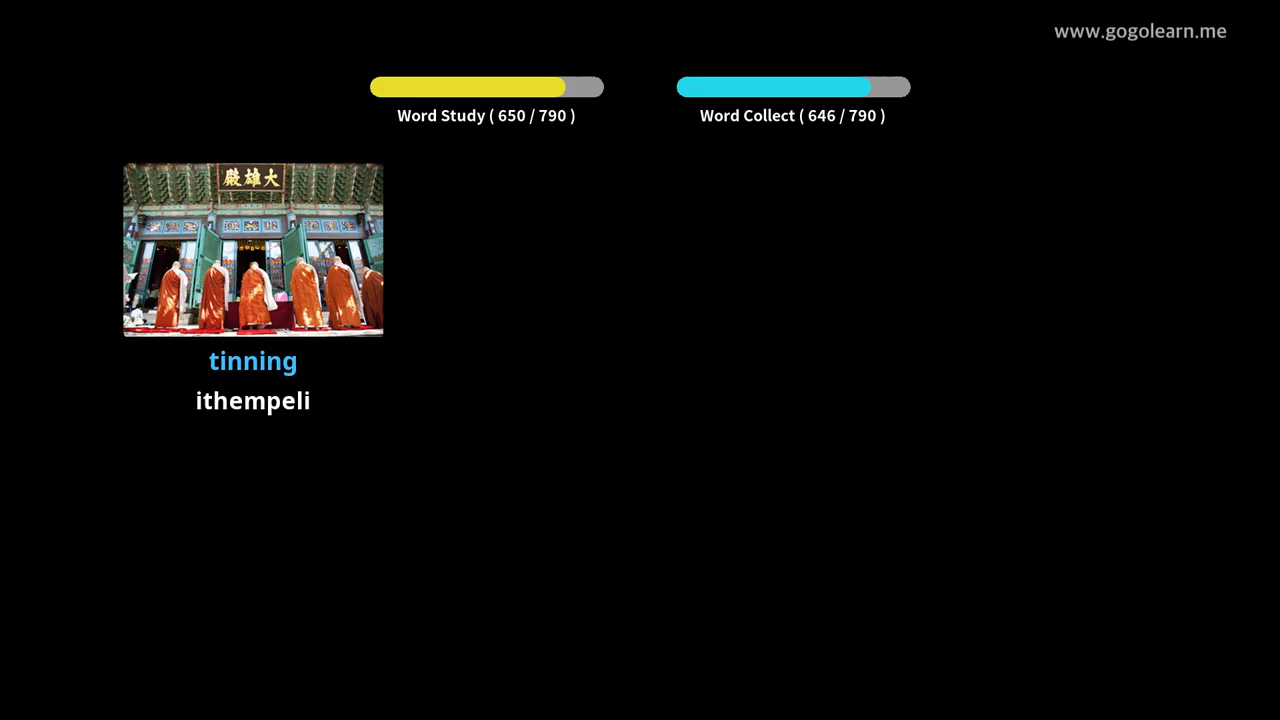 www.gogolearn.me
Word Study ( 650 / 790 )
Word Collect ( 646 / 790 )
殿雄大
tinning
ithempeli